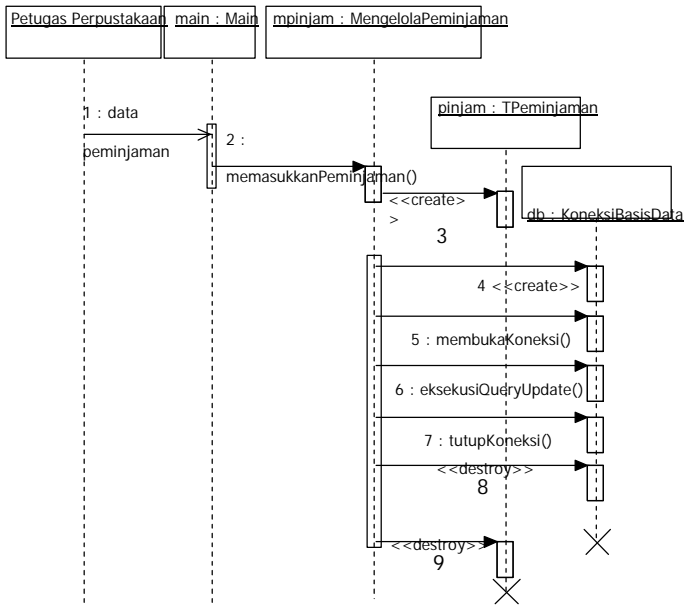 Petugas Perpustakaan
main : Main
mpinjam : MengelolaPeminjaman
pinjam : TPeminjaman
db : KoneksiBasisData
1 : data
peminjaman
2 :
memasukkanPeminjaman()
<<create>
>
3
4 <<create>>
5 : membukaKoneksi()
6 : eksekusiQueryUpdate()
7 : tutupKoneksi()
<<destroy>>
8
<<destroy>>
9